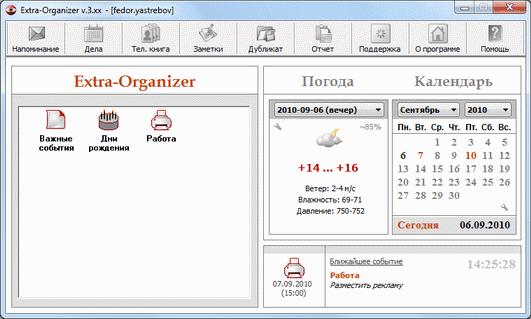 Extra-Organizer v.3.xx - [fedor.yastrebov]
Напоминание Дела Тел. книга Заметки Дубликат Отчет Поддержка О программе Помощь
Extra-Organizer
Важные события
Дни рождения
Работа
Погода
2010-09-06 (вечер)
~85%
+14 ... +16
Ветер: 2-4 м/с
Влажность: 69-71
Давление: 750-752
Календарь
Сентябрь 2010
Пн. Вт. Ср. Чт. Пт. Сб. Вс.
1 2 3 4 5
6 7 8 9 10 11 12
13 14 15 16 17 18 19
20 21 22 23 24 25 26
27 28 29 30
Сегодня 06.09.2010
07.09.2010
(15:00)
Ближайшее событие 14:25:28
Работа
Разместить рекламу